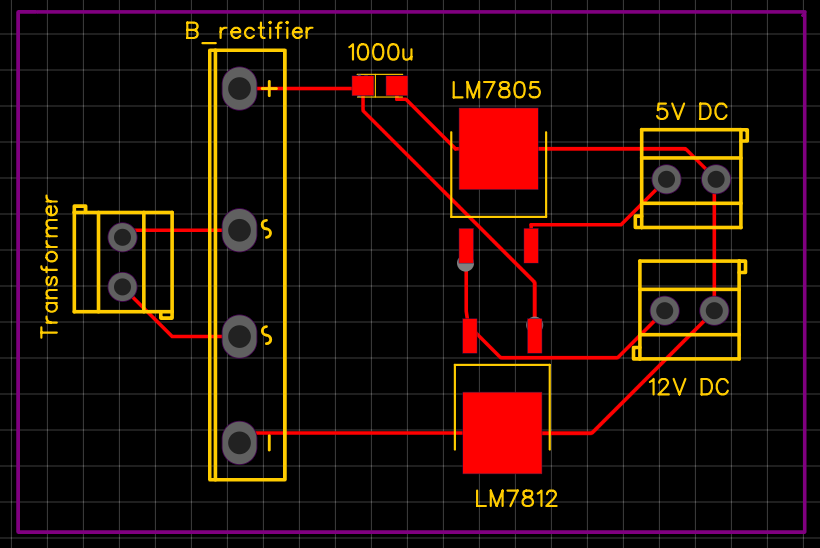 B_rectifier
1000u
LM7805
5V DC
+
Transformer
S
S
12V DC
-
LM7812